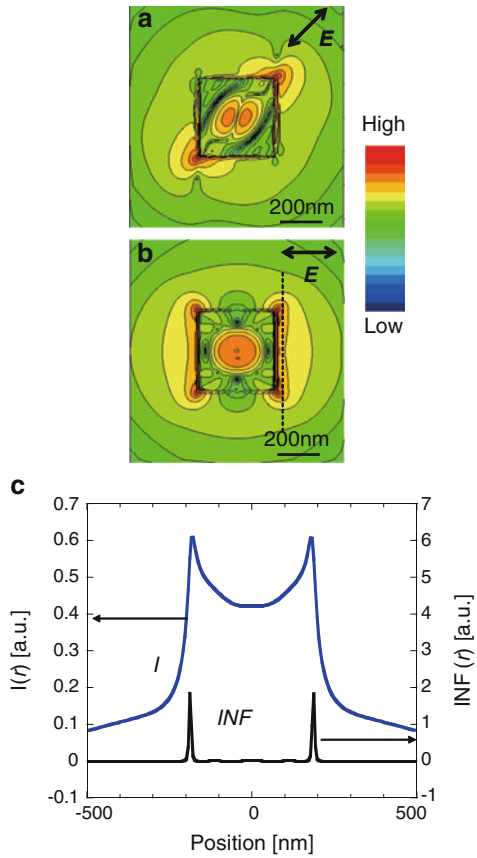 a
E
200nm
High
Low
b
E
200nm
c
0.7
0.6
0.5
0.4
0.3
0.2
0.1
0
-0.1
I(r) [a.u.]
7
6
5
4
3
2
1
0
-1
INF (r) [a.u.]
I
INF
-500
0
500
Position [nm]